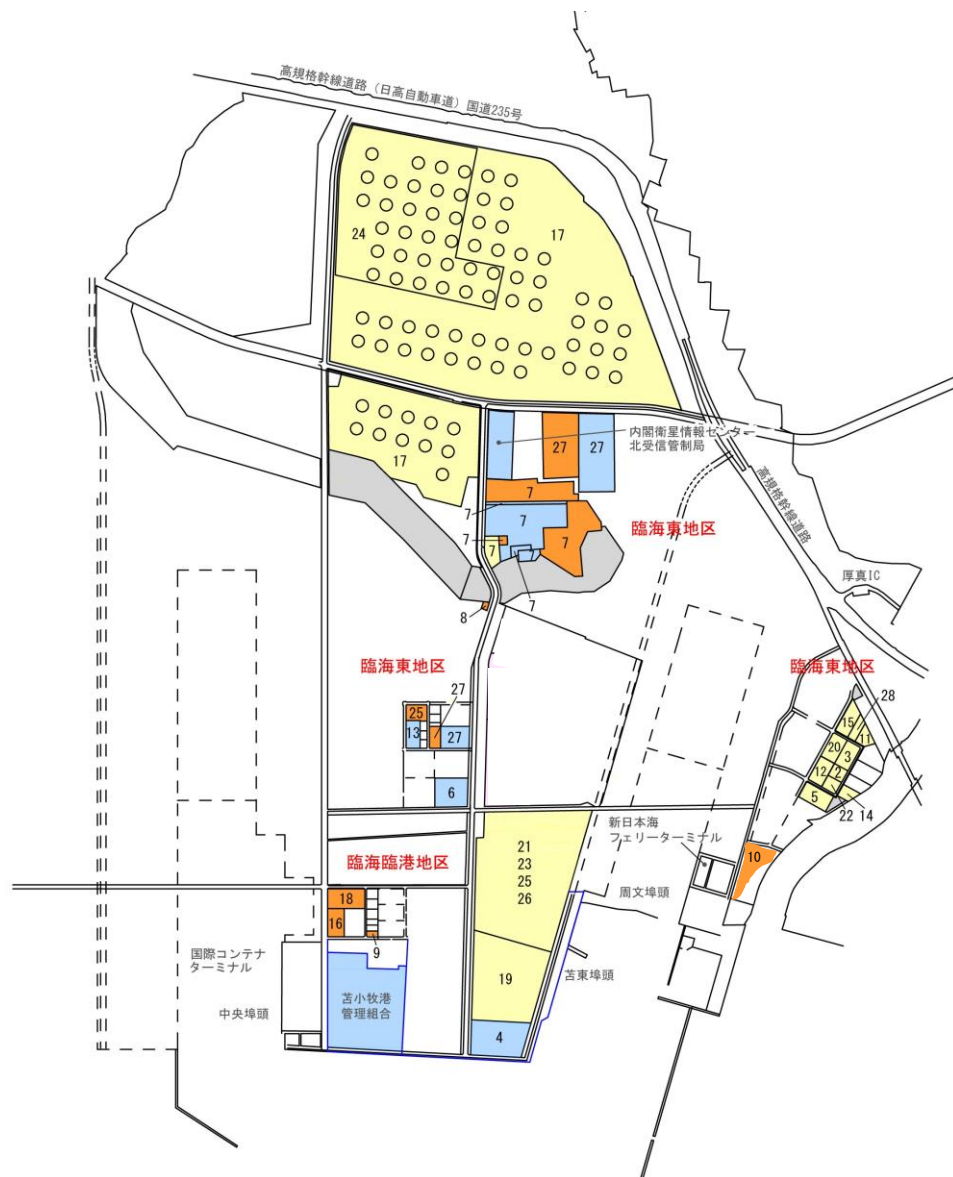 高規格幹線道路（日高自動車道）国道235号
17
24
17
内閣衛星情報センター
北受信管制局
27
27
高規格幹線道路
7
7
7
臨海東地区
7
7
7
7
7
厚真IC
8
臨海東地区
臨海東地区
27
28
25
13
27
15
11
20
3
12
2
6
5
22
14
新日本海
フェリーターミナル
21
23
25
26
臨海臨港地区
10
周文埠頭
18
16
9
国際コンテナ
ターミナル
苫東埠頭
19
中央埠頭
苫小牧港
管理組合
4